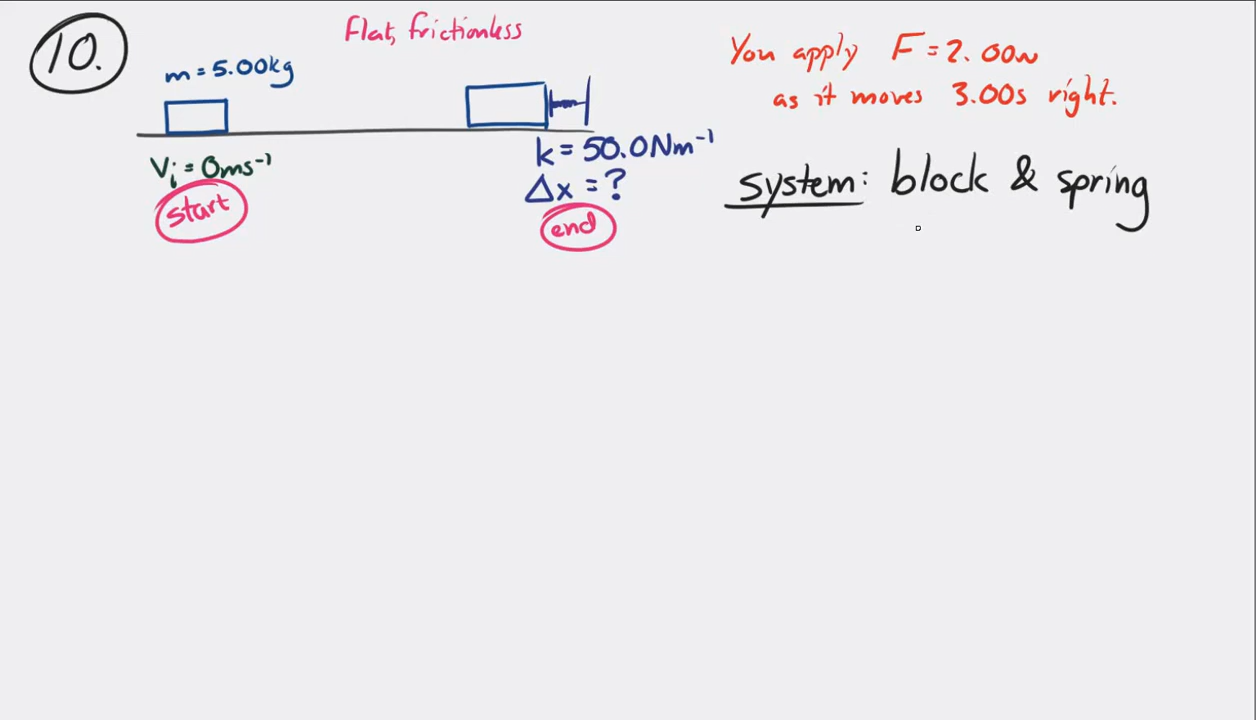 10.
Flat, frictionless
m = 5.00kg
Vi = 0ms⁻¹
start
k = 50.0Nm⁻¹
Δx = ?
end
You apply F = 2.00N
as it moves 3.00s right.
system: block & spring